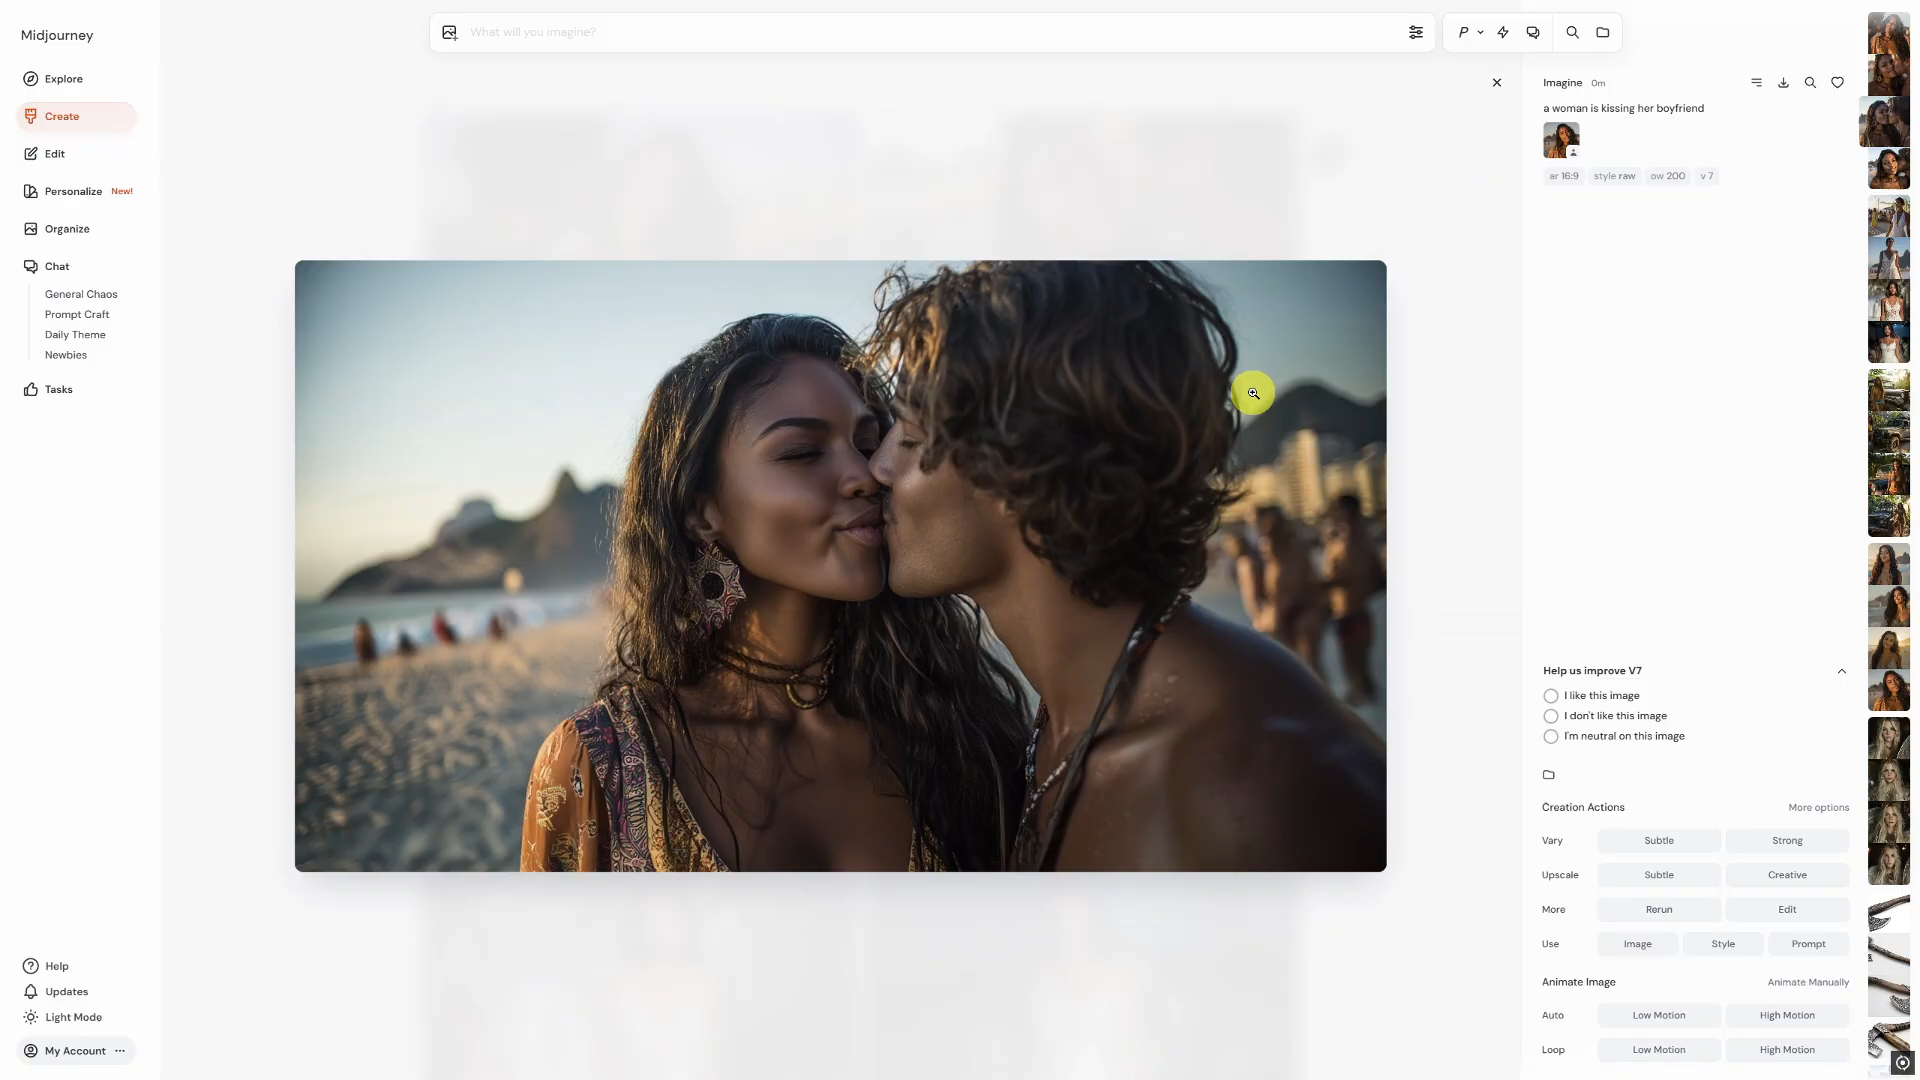 Midjourney
Explore
Create
Edit
Personalize New!
Organize
Chat
General Chaos
Prompt Craft
Daily Theme
Newbies
Tasks
Help
Updates
Light Mode
My Account
What will you imagine?
Imagine 0m
a woman is kissing her boyfriend
ar 16:9 style raw ow 200 v 7
Help us improve V7
I like this image
I don't like this image
I'm neutral on this image
Creation Actions More options
Vary Subtle Strong
Upscale Subtle Creative
More Rerun Edit
Use Image Style Prompt
Animate Image Animate Manually
Auto Low Motion High Motion
Loop Low Motion High Motion